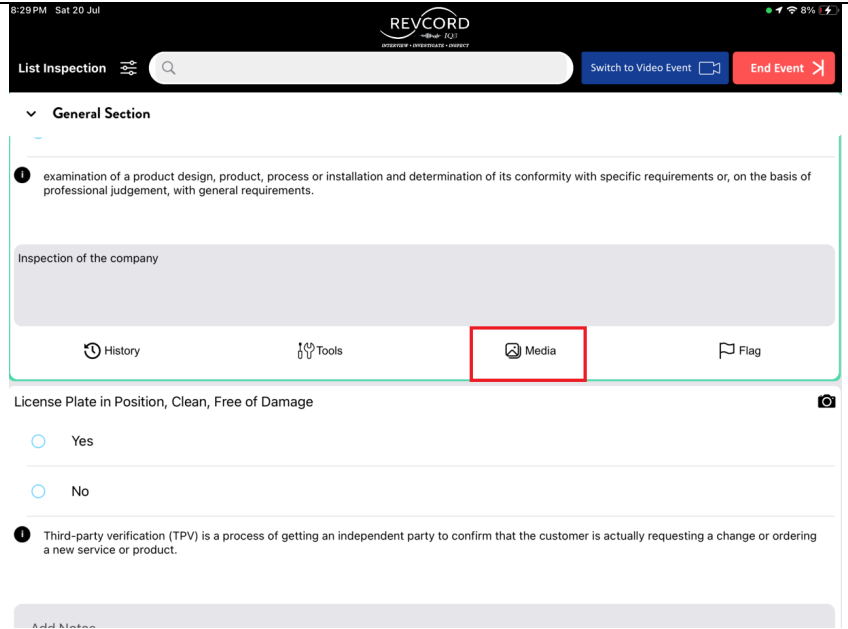 8:29 PM Sat 20 Jul
8%
REVCORD
IQ3
INTERVIEW • INVESTIGATE • INSPECT
List Inspection
Switch to Video Event
End Event
General Section
examination of a product design, product, process or installation and determination of its conformity with specific requirements or, on the basis of
professional judgement, with general requirements.
Inspection of the company
History
Tools
Media
Flag
License Plate in Position, Clean, Free of Damage
Yes
No
Third-party verification (TPV) is a process of getting an independent party to confirm that the customer is actually requesting a change or ordering
a new service or product.
Add Notes